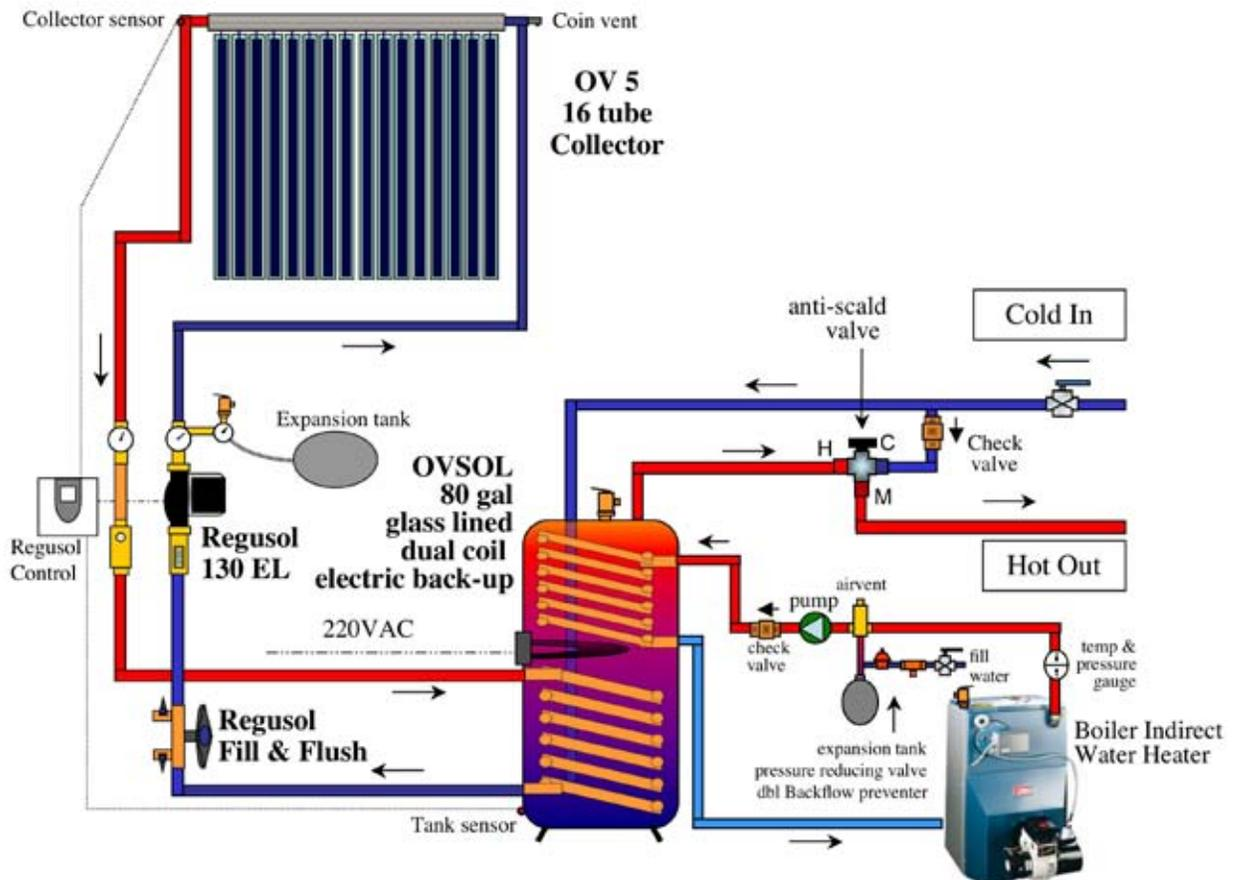 Collector sensor
Coin vent
OV 5
16 tube
Collector
anti-scald
valve
Cold In
Expansion tank
H
C
M
Check
valve
OVSOL
80 gal
glass lined
dual coil
electric back-up
Regusol
Control
Regusol
130 EL
Hot Out
220VAC
airvent
pump
check
valve
fill
water
temp &
pressure
gauge
Regusol
Fill & Flush
Boiler Indirect
Water Heater
expansion tank
pressure reducing valve
dbl Backflow preventer
Tank sensor